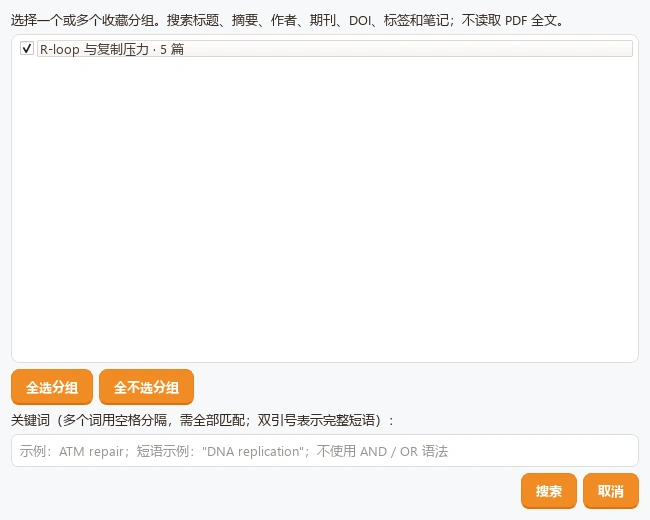 选择一个或多个收藏分组。搜索标题、摘要、作者、期刊、DOI、标签和笔记；不读取 PDF 全文。
R-loop 与复制压力 · 5 篇
全选分组 全不选分组
关键词（多个词用空格分隔，需全部匹配；双引号表示完整短语）：
示例：ATM repair；短语示例："DNA replication"；不使用 AND / OR 语法
搜索 取消